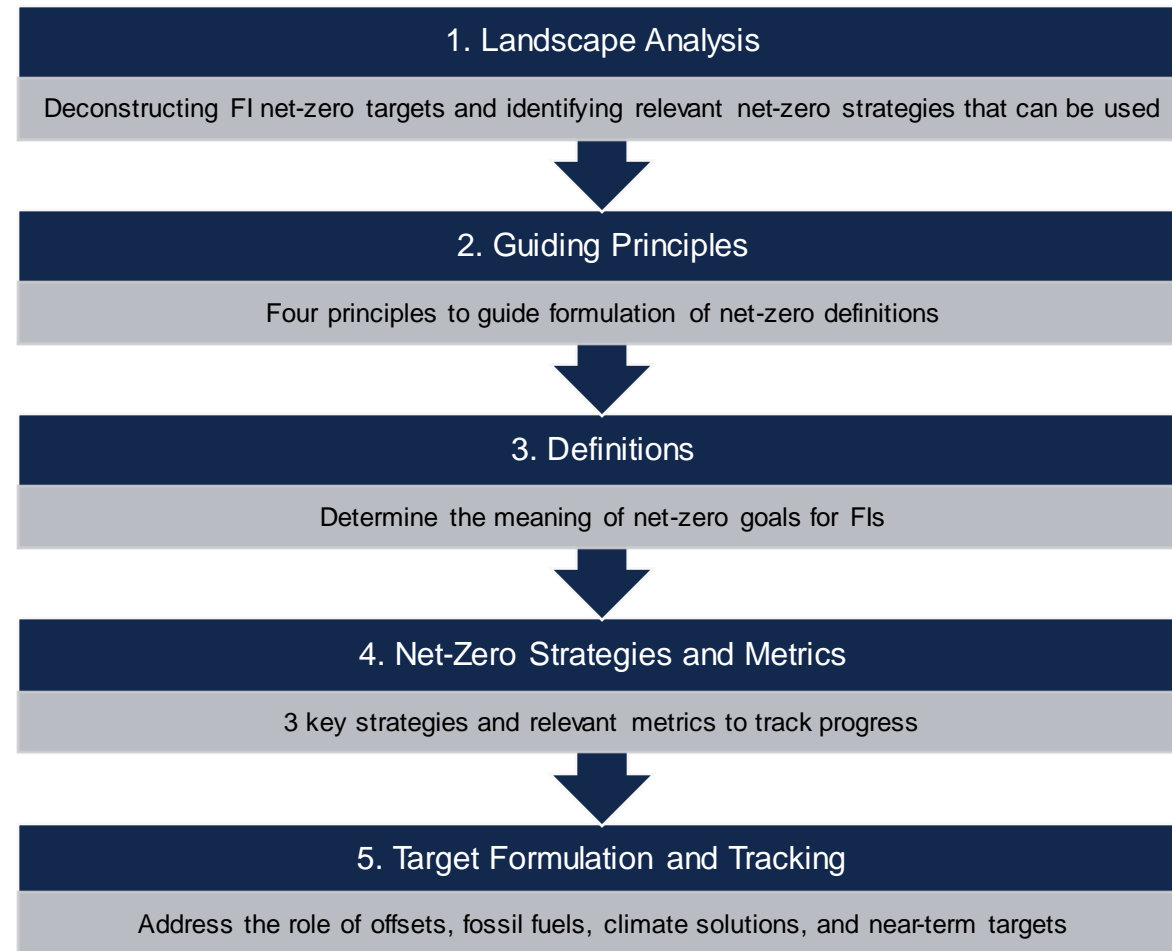 1. Landscape Analysis
Deconstructing FI net-zero targets and identifying relevant net-zero strategies that can be used
2. Guiding Principles
Four principles to guide formulation of net-zero definitions
3. Definitions
Determine the meaning of net-zero goals for FIs
4. Net-Zero Strategies and Metrics
3 key strategies and relevant metrics to track progress
5. Target Formulation and Tracking
Address the role of offsets, fossil fuels, climate solutions, and near-term targets